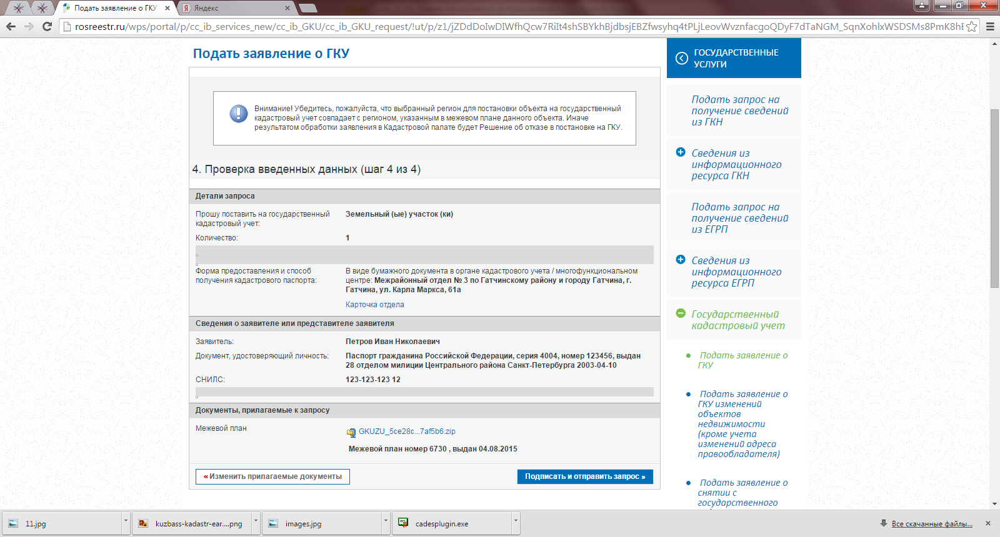 Подать заявление о ГКУ
Яндекс
rosreestr.ru/wps/portal/p/cc_ib_services_new/cc_ib_GKU/cc_ib_GKU_request/!ut/p/z1/
Подать заявление о ГКУ
Внимание! Убедитесь, пожалуйста, что выбранный регион для постановки объекта на государственный
кадастровый учет совпадает с регионом, указанным в межевом плане данного объекта. Иначе
результатом обработки заявления в Кадастровой палате будет Решение об отказе в постановке на ГКУ.
4. Проверка введенных данных (шаг 4 из 4)
Детали запроса
Прошу поставить на государственный
кадастровый учет:
Земельный (ые) участок (ки)
Количество:
1
Форма предоставления и способ
получения кадастрового паспорта:
В виде бумажного документа в органе кадастрового учета / многофункциональном
центре: Межрайонный отдел № 3 по Гатчинскому району и городу Гатчина, г.
Гатчина, ул. Карла Маркса, 61а
Карточка отдела
Сведения о заявителе или представителе заявителя
Заявитель:
Петров Иван Николаевич
Документ, удостоверяющий личность:
Паспорт гражданина Российской Федерации, серия 4004, номер 123456, выдан
28 отделом милиции Центрального района Санкт-Петербурга 2003-04-10
СНИЛС:
123-123-123 12
Документы, прилагаемые к запросу
Межевой план
GKUZU_5ce28c...7af5b6.zip
Межевой план номер 6730 , выдан 04.08.2015
« Изменить прилагаемые документы
Подписать и отправить запрос »
ГОСУДАРСТВЕННЫЕ
УСЛУГИ
Подать запрос на
получение сведений
из ГКН
Сведения из
информационного
ресурса ГКН
Подать запрос на
получение сведений
из ЕГРП
Сведения из
информационного
ресурса ЕГРП
Государственный
кадастровый учет
Подать заявление о
ГКУ
Подать заявление о
ГКУ изменений
объектов
недвижимости
(кроме учета
изменений адреса
правообладателя)
Подать заявление о
снятии с
государственного
11.jpg
kuzbass-kadastr-ear....png
images.jpg
cadesplugin.exe
Все скачанные файлы...